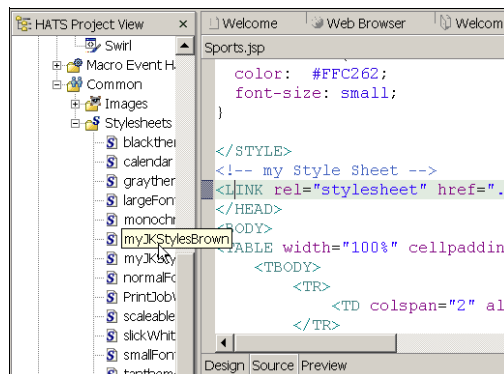 HATS Project View
Swirl
Macro Event H
Common
Images
Stylesheets
blackther
calendar
grayther
largeFon
monochr
myJKStylesBrown
myJKSty
normalFo
PrintJobV
scaleable
slickWhit
smallFon
tantheme
Welcome
Web Browser
Welcom
Sports.jsp
color: #FFC262;
font-size: small;
}
</STYLE>
<!-- my Style Sheet -->
<LINK rel="stylesheet" href=".
</HEAD>
<BODY>
<TABLE width="100%" cellpaddin
<TBODY>
<TR>
<TD colspan="2" al
</TR>
Design Source Preview